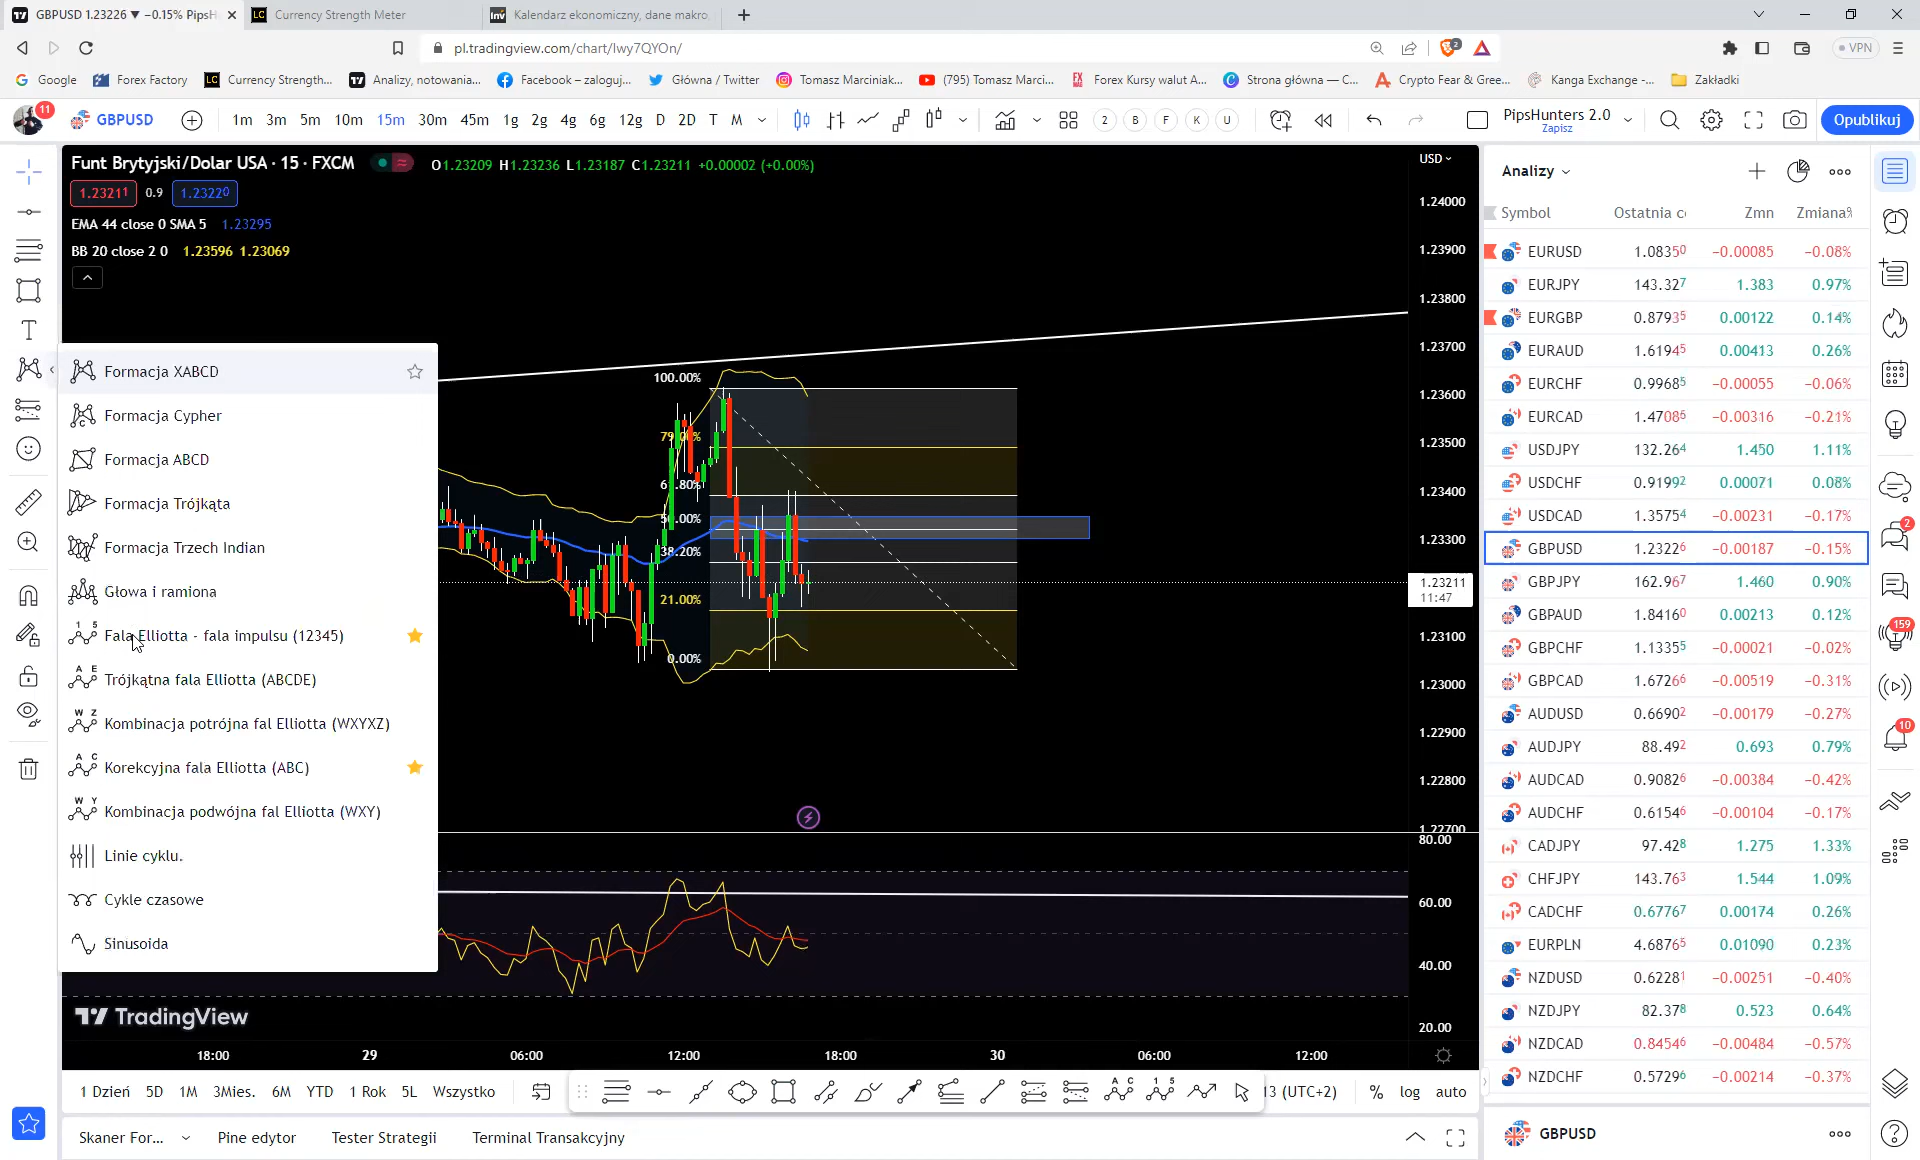 GBPUSD 1.23226 ▼ −0.15% PipsH
Currency Strength Meter
Kalendarz ekonomiczny, dane makro
pl.tradingview.com/chart/Iwy7QYOn/
2
VPN
Google
Forex Factory
Currency Strength...
Analizy, notowania...
Facebook – zaloguj...
Główna / Twitter
Tomasz Marciniak...
(795) Tomasz Marci...
Forex Kursy walut A...
Strona główna — C...
Crypto Fear & Gree...
Kanga Exchange -...
Zakładki
11
GBPUSD
1m 3m 5m 10m 15m 30m 45m 1g 2g 4g 6g 12g D 2D T M
2 B F K U
PipsHunters 2.0
Zapisz
Opublikuj
Funt Brytyjski/Dolar USA · 15 · FXCM
O1.23209 H1.23236 L1.23187 C1.23211 +0.00002 (+0.00%)
1.23211 0.9 1.23220
EMA 44 close 0 SMA 5 1.23295
BB 20 close 2 0 1.23596 1.23069
Formacja XABCD
Formacja Cypher
Formacja ABCD
Formacja Trójkąta
Formacja Trzech Indian
Głowa i ramiona
Fala Elliotta - fala impulsu (12345)
Trójkątna fala Elliotta (ABCDE)
Kombinacja potrójna fal Elliotta (WXYXZ)
Korekcyjna fala Elliotta (ABC)
Kombinacja podwójna fal Elliotta (WXY)
Linie cyklu.
Cykle czasowe
Sinusoida
100.00%
61.80%
50.00%
38.20%
21.00%
0.00%
USD
1.24000
1.23900
1.23800
1.23700
1.23600
1.23500
1.23400
1.23300
1.23211
11:47
1.23100
1.23000
1.22900
1.22800
1.22700
80.00
60.00
40.00
20.00
TradingView
18:00 29 06:00 12:00 18:00 30 06:00 12:00
1 Dzień 5D 1M 3Mies. 6M YTD 1 Rok 5L Wszystko
13 (UTC+2) % log auto
Skaner For...
Pine edytor
Tester Strategii
Terminal Transakcyjny
Analizy
Symbol Zmn Zmiana%
EURUSD 1.08350 −0.00085 −0.08%
EURJPY 143.327 1.383 0.97%
EURGBP 0.87935 0.00122 0.14%
EURAUD 1.61945 0.00413 0.26%
EURCHF 0.99685 −0.00055 −0.06%
EURCAD 1.47086 −0.00316 −0.21%
USDJPY 132.264 1.450 1.11%
USDCHF 0.91992 0.00071 0.08%
USDCAD 1.35754 −0.00231 −0.17%
GBPUSD 1.23226 −0.00187 −0.15%
GBPJPY 162.967 1.460 0.90%
GBPAUD 1.84160 0.00213 0.12%
GBPCHF 1.13355 −0.00021 −0.02%
GBPCAD 1.67266 −0.00519 −0.31%
AUDUSD 0.66902 −0.00179 −0.27%
AUDJPY 88.492 0.693 0.79%
AUDCAD 0.90826 −0.00384 −0.42%
AUDCHF 0.61546 −0.00104 −0.17%
CADJPY 97.428 1.275 1.33%
CHFJPY 143.763 1.544 1.09%
CADCHF 0.67767 0.00174 0.26%
EURPLN 4.68765 0.01090 0.23%
NZDUSD 0.62281 −0.00251 −0.40%
NZDJPY 82.378 0.523 0.64%
NZDCAD 0.84546 −0.00484 −0.57%
NZDCHF 0.57296 −0.00214 −0.37%
GBPUSD
2
159
10